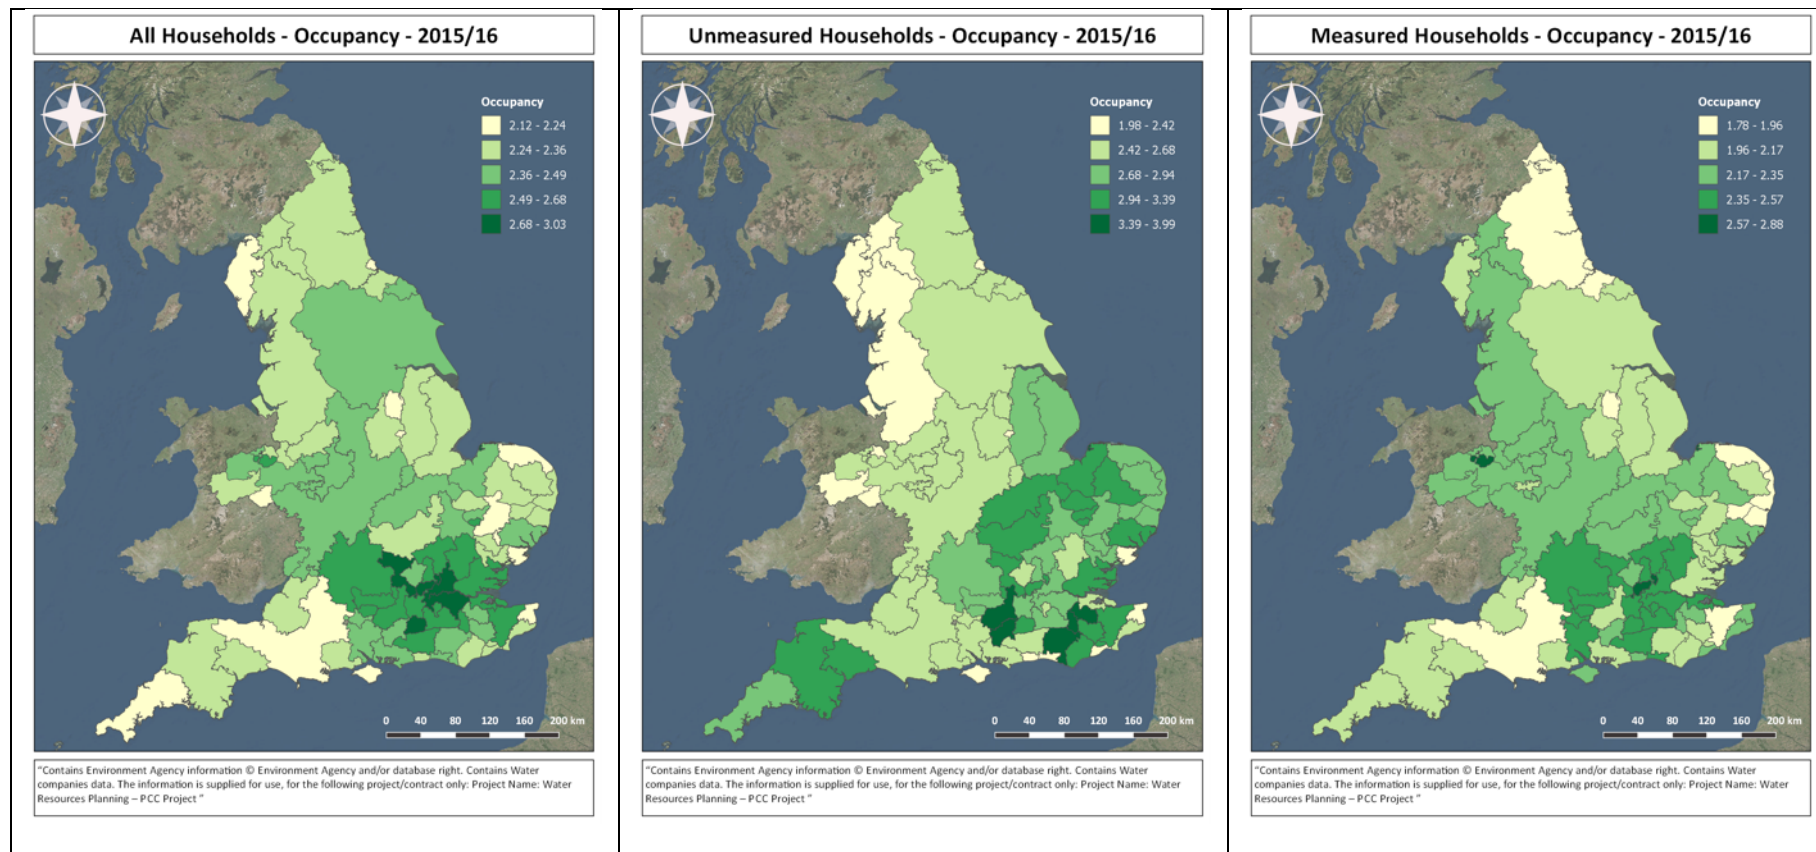 All Households - Occupancy - 2015/16
Occupancy
2.12 - 2.24
2.24 - 2.36
2.36 - 2.49
2.49 - 2.68
2.68 - 3.03
0 40 80 120 160 200 km
“Contains Environment Agency information © Environment Agency and/or database right. Contains Water
companies data. The information is supplied for use, for the following project/contract only: Project Name: Water
Resources Planning – PCC Project ”
Unmeasured Households - Occupancy - 2015/16
Occupancy
1.98 - 2.42
2.42 - 2.68
2.68 - 2.94
2.94 - 3.39
3.39 - 3.99
0 40 80 120 160 200 km
“Contains Environment Agency information © Environment Agency and/or database right. Contains Water
companies data. The information is supplied for use, for the following project/contract only: Project Name: Water
Resources Planning – PCC Project ”
Measured Households - Occupancy - 2015/16
Occupancy
1.78 - 1.96
1.96 - 2.17
2.17 - 2.35
2.35 - 2.57
2.57 - 2.88
0 40 80 120 160 200 km
“Contains Environment Agency information © Environment Agency and/or database right. Contains Water
companies data. The information is supplied for use, for the following project/contract only: Project Name: Water
Resources Planning – PCC Project ”